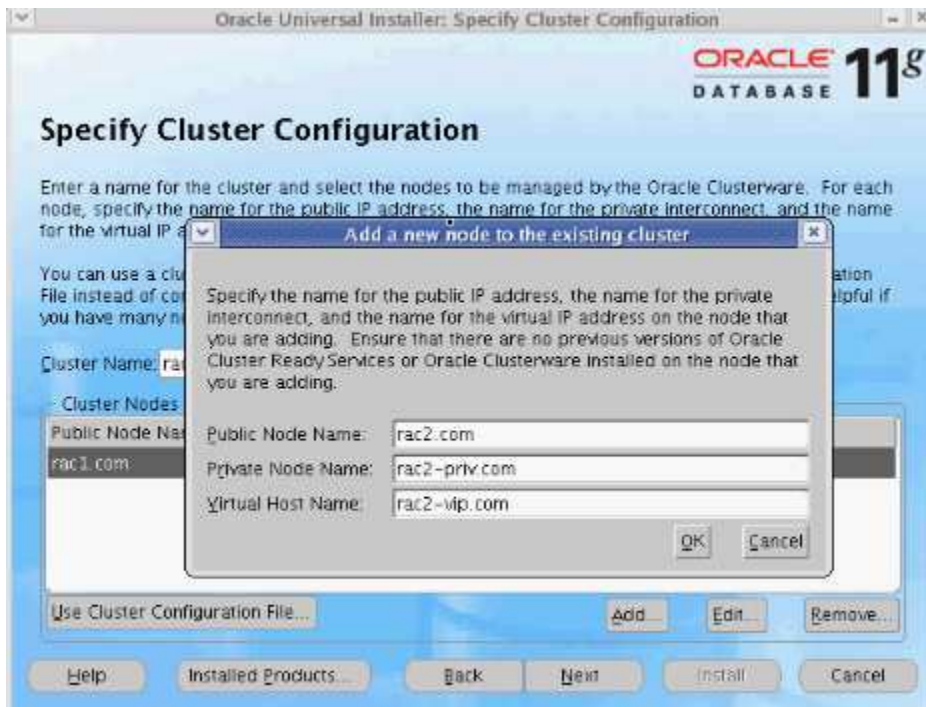 Oracle Universal Installer: Specify Cluster Configuration
ORACLE 11g
DATABASE
Specify Cluster Configuration
Enter a name for the cluster and select the nodes to be managed by the Oracle Clusterware. For each
node, specify the name for the public IP address, the name for the private interconnect, and the name
for the virtual IP a
Add a new node to the existing cluster
You can use a clu
ation
File instead of co
elpful if
you have many n
Specify the name for the public IP address, the name for the private
interconnect, and the name for the virtual IP address on the node that
you are adding. Ensure that there are no previous versions of Oracle
Cluster Ready Services or Oracle Clusterware installed on the node that
you are adding.
Cluster Name: ra
Cluster Nodes
Public Node Na
rac1.com
Public Node Name: rac2.com
Private Node Name: rac2-priv.com
Virtual Host Name: rac2-vip.com
OK Cancel
Use Cluster Configuration File... Add... Edit... Remove...
Help Installed Products... Back Next Install Cancel